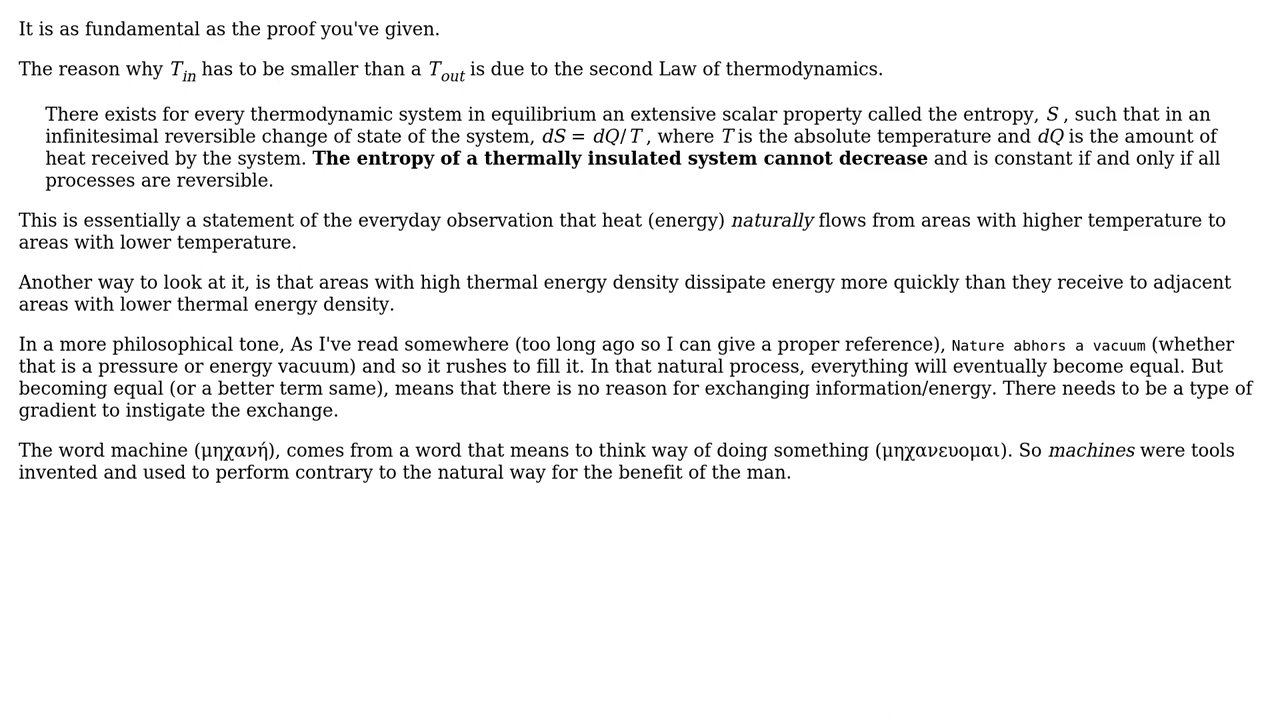 It is as fundamental as the proof you've given.
The reason why T_in has to be smaller than a T_out is due to the second Law of thermodynamics.
There exists for every thermodynamic system in equilibrium an extensive scalar property called the entropy, S , such that in an
infinitesimal reversible change of state of the system, dS = dQ/T , where T is the absolute temperature and dQ is the amount of
heat received by the system. The entropy of a thermally insulated system cannot decrease and is constant if and only if all
processes are reversible.
This is essentially a statement of the everyday observation that heat (energy) naturally flows from areas with higher temperature to
areas with lower temperature.
Another way to look at it, is that areas with high thermal energy density dissipate energy more quickly than they receive to adjacent
areas with lower thermal energy density.
In a more philosophical tone, As I've read somewhere (too long ago so I can give a proper reference), Nature abhors a vacuum (whether
that is a pressure or energy vacuum) and so it rushes to fill it. In that natural process, everything will eventually become equal. But
becoming equal (or a better term same), means that there is no reason for exchanging information/energy. There needs to be a type of
gradient to instigate the exchange.
The word machine (μηχανή), comes from a word that means to think way of doing something (μηχανευομαι). So machines were tools
invented and used to perform contrary to the natural way for the benefit of the man.